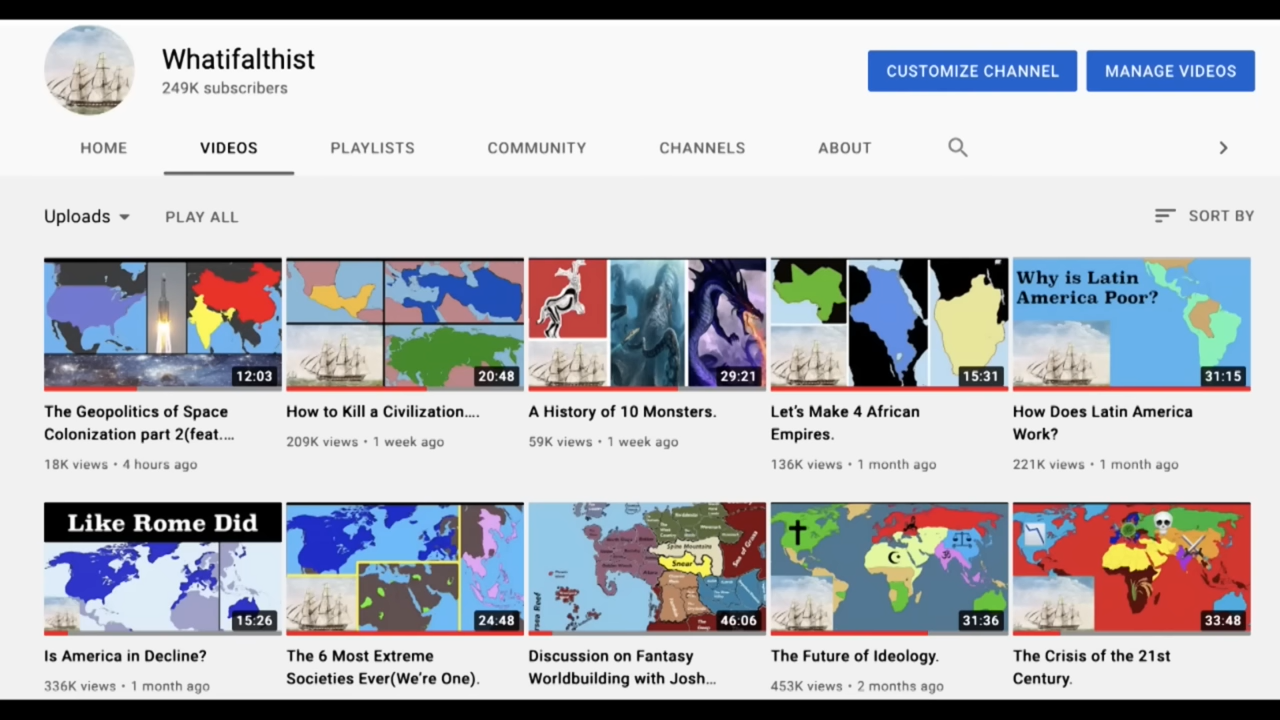 Whatifalthist
249K subscribers
CUSTOMIZE CHANNEL
MANAGE VIDEOS
HOME
VIDEOS
PLAYLISTS
COMMUNITY
CHANNELS
ABOUT
Uploads
PLAY ALL
SORT BY
12:03
20:48
29:21
15:31
Why is Latin
America Poor?
31:15
The Geopolitics of Space
Colonization part 2(feat....
18K views • 4 hours ago
How to Kill a Civilization....
209K views • 1 week ago
A History of 10 Monsters.
59K views • 1 week ago
Let's Make 4 African
Empires.
136K views • 1 month ago
How Does Latin America
Work?
221K views • 1 month ago
Like Rome Did
15:26
24:48
Spine Mountains
Snear
Sea of Grass
46:06
31:36
33:48
Is America in Decline?
336K views • 1 month ago
The 6 Most Extreme
Societies Ever(We're One).
Discussion on Fantasy
Worldbuilding with Josh...
The Future of Ideology.
453K views • 2 months ago
The Crisis of the 21st
Century.